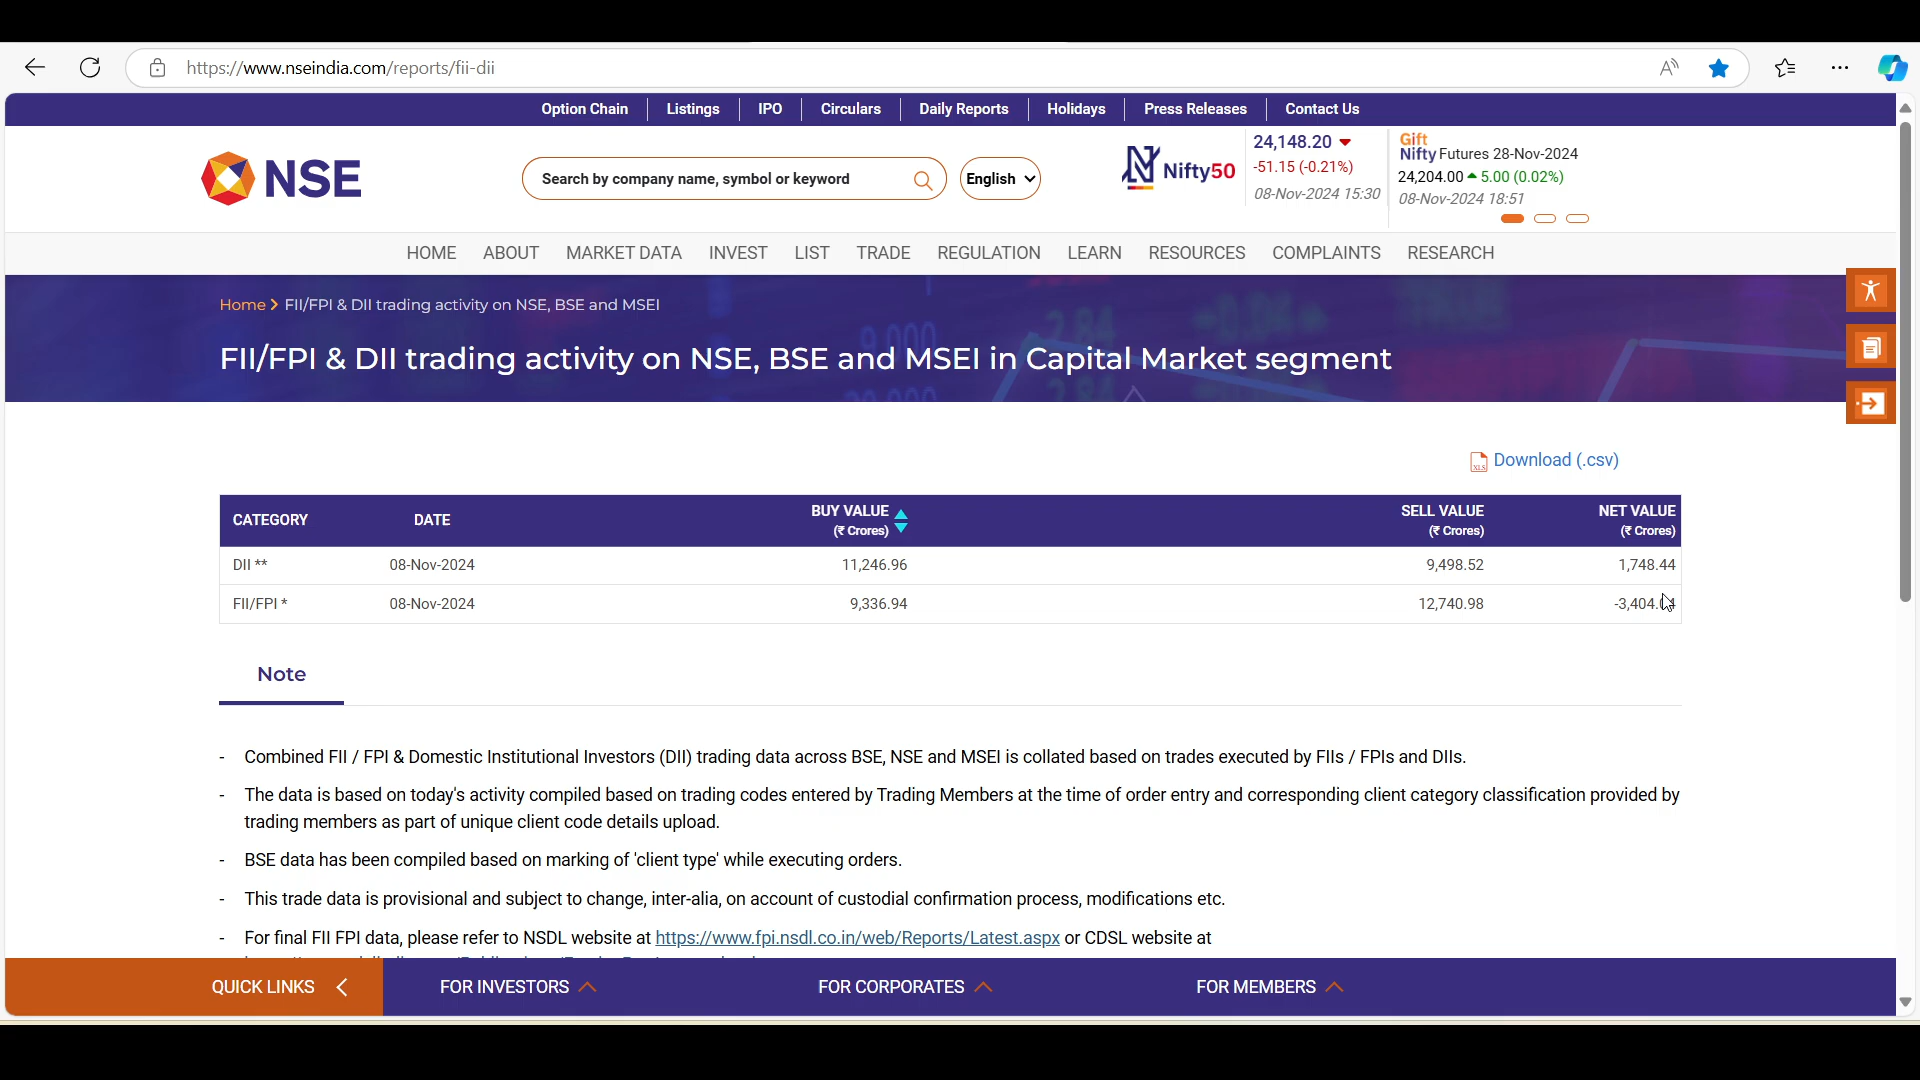 https://www.nseindia.com/reports/fii-dii
Option Chain Listings IPO Circulars Daily Reports Holidays Press Releases Contact Us
NSE
Search by company name, symbol or keyword
English
Nifty50
24,148.20
-51.15 (-0.21%)
08-Nov-2024 15:30
Gift
Nifty Futures 28-Nov-2024
24,204.00 5.00 (0.02%)
08-Nov-2024 18:51
HOME ABOUT MARKET DATA INVEST LIST TRADE REGULATION LEARN RESOURCES COMPLAINTS RESEARCH
Home > FII/FPI & DII trading activity on NSE, BSE and MSEI
FII/FPI & DII trading activity on NSE, BSE and MSEI in Capital Market segment
Download (.csv)
CATEGORY DATE BUY VALUE (₹ Crores) SELL VALUE (₹ Crores) NET VALUE (₹ Crores)
DII ** 08-Nov-2024 11,246.96 9,498.52 1,748.44
FII/FPI * 08-Nov-2024 9,336.94 12,740.98
Note
- Combined FII / FPI & Domestic Institutional Investors (DII) trading data across BSE, NSE and MSEI is collated based on trades executed by FIIs / FPIs and DIIs.
- The data is based on today's activity compiled based on trading codes entered by Trading Members at the time of order entry and corresponding client category classification provided by
trading members as part of unique client code details upload.
- BSE data has been compiled based on marking of 'client type' while executing orders.
- This trade data is provisional and subject to change, inter-alia, on account of custodial confirmation process, modifications etc.
- For final FII FPI data, please refer to NSDL website at https://www.fpi.nsdl.co.in/web/Reports/Latest.aspx or CDSL website at
QUICK LINKS FOR INVESTORS FOR CORPORATES FOR MEMBERS